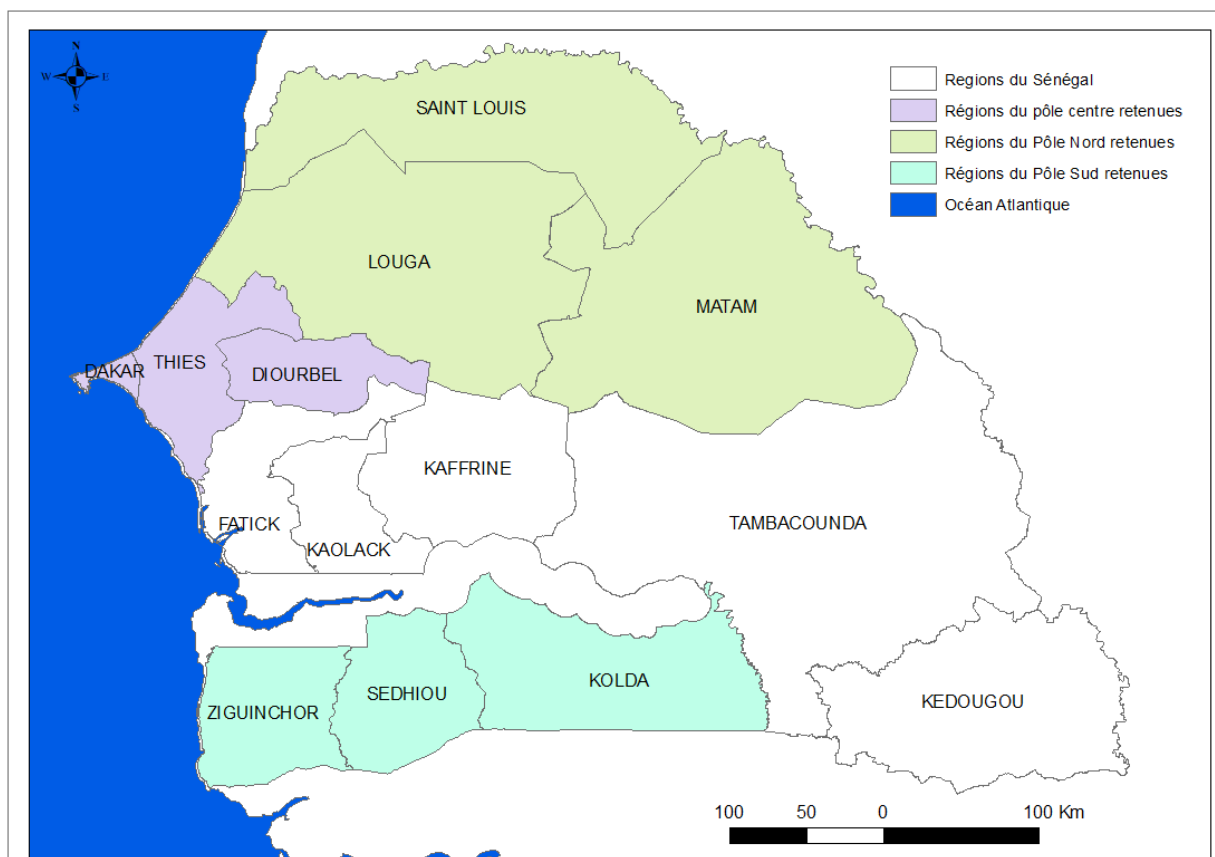 N
W E
S
Regions du Sénégal
Régions du pôle centre retenues
Régions du Pôle Nord retenues
Régions du Pôle Sud retenues
Océan Atlantique
SAINT LOUIS
LOUGA
MATAM
THIES
DAKAR
DIOURBEL
KAFFRINE
FATICK
KAOLACK
TAMBACOUNDA
ZIGUINCHOR
SEDHIOU
KOLDA
KEDOUGOU
100 50 0 100 Km